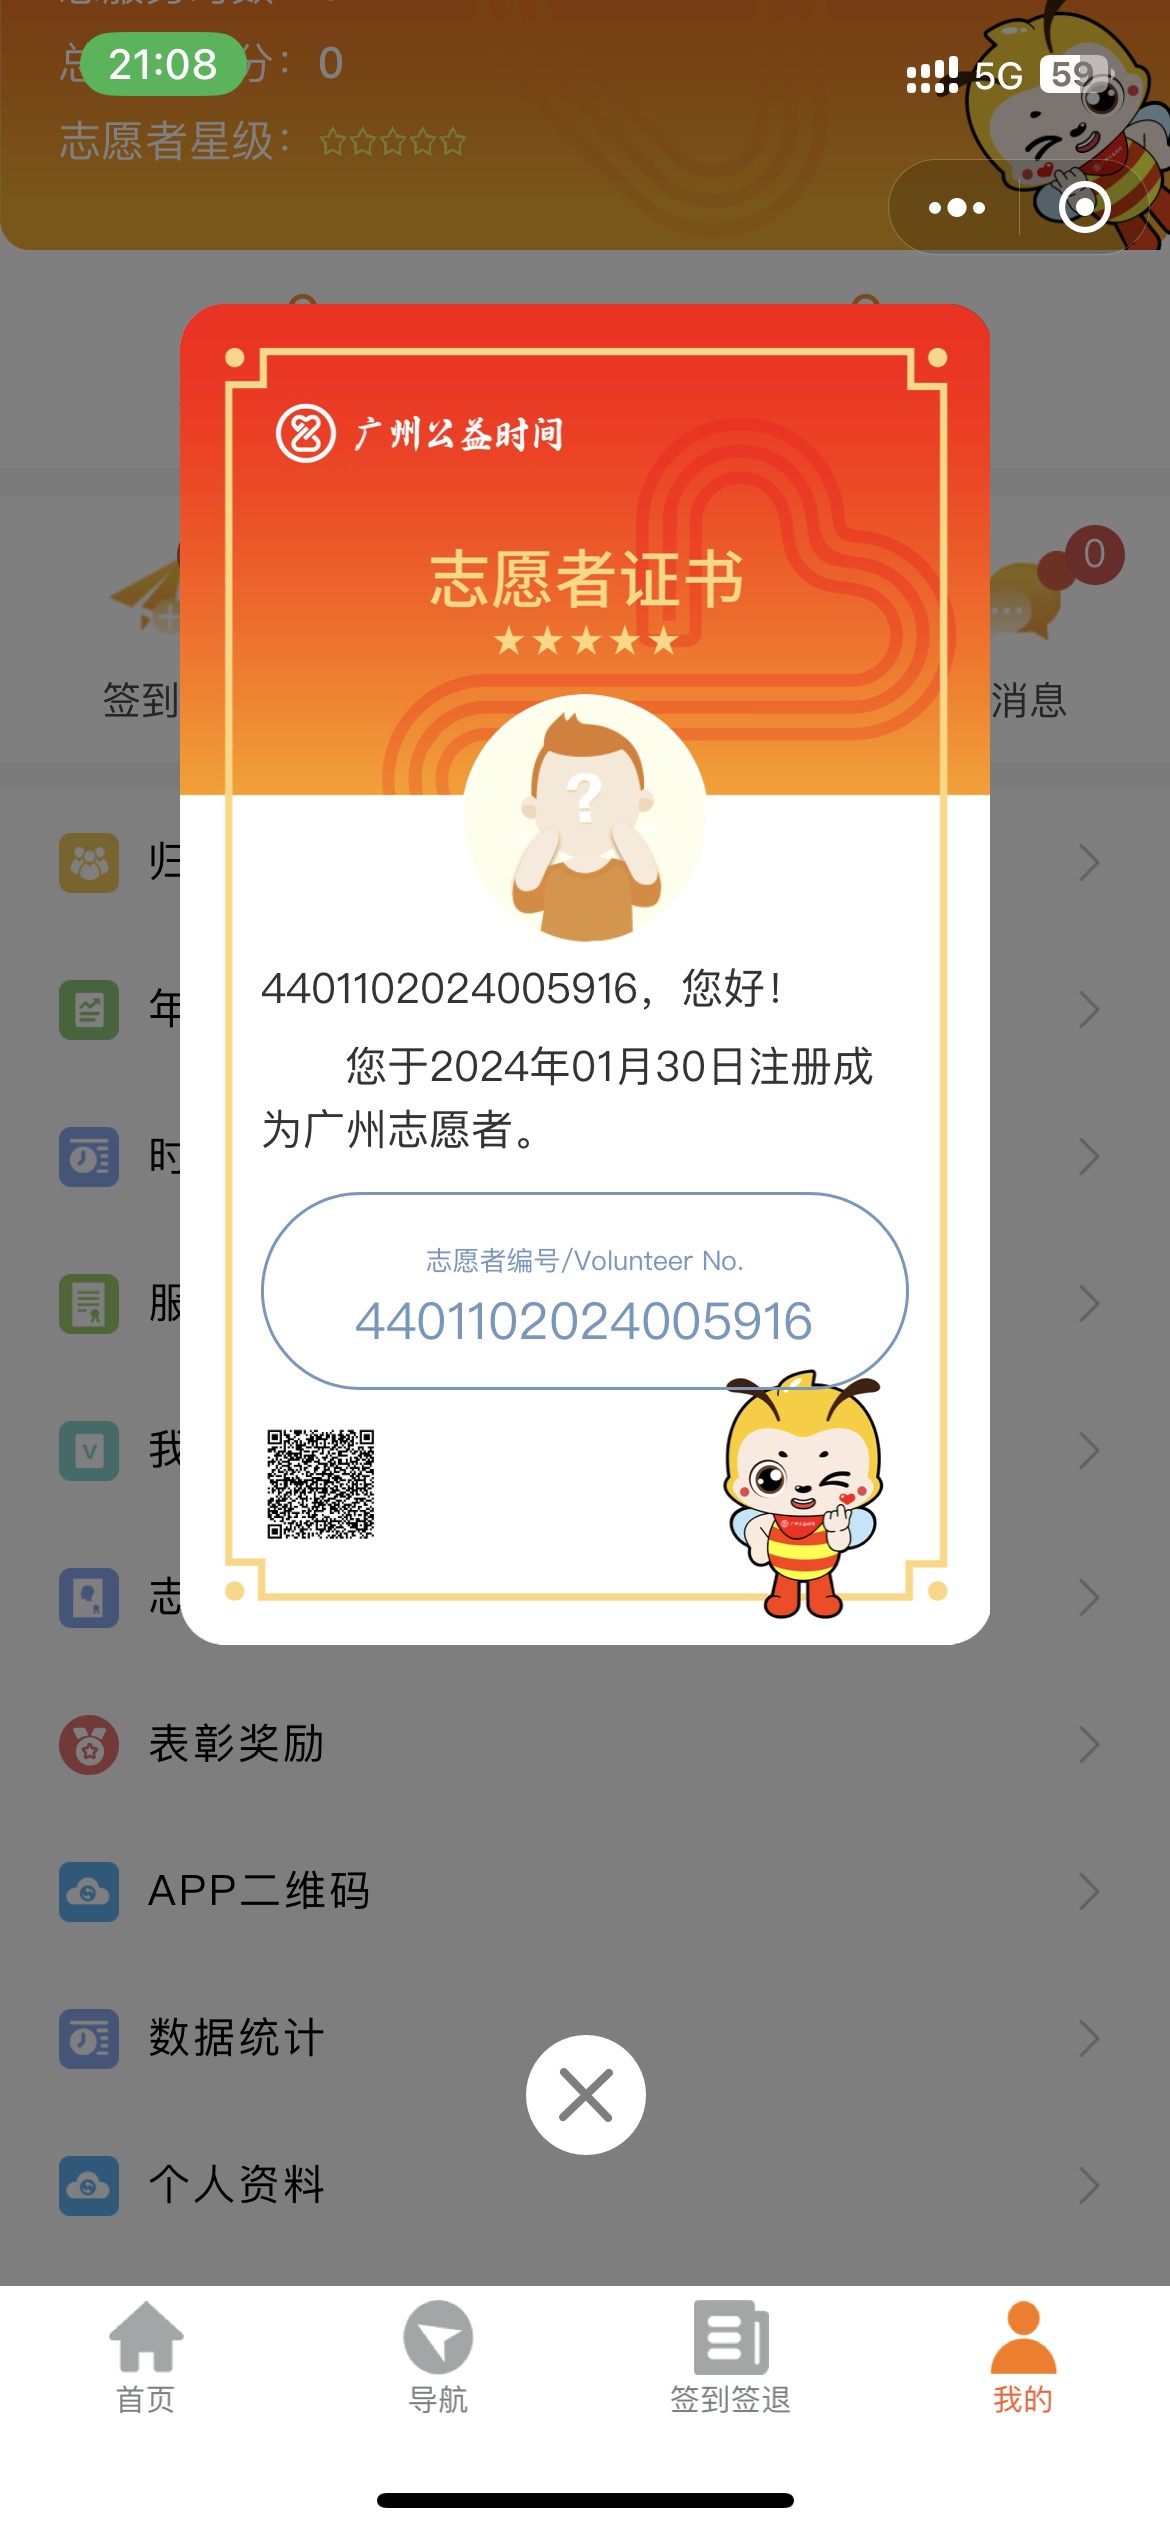 21:08
5G
59
分：0
志愿者星级：
广州公益时间
志愿者证书
0
签到
消息
4401102024005916，您好！
您于2024年01月30日注册成
为广州志愿者。
志愿者编号/Volunteer No.
4401102024005916
归
年
时
服
我
志
表彰奖励
APP二维码
数据统计
个人资料
首页
导航
签到签退
我的